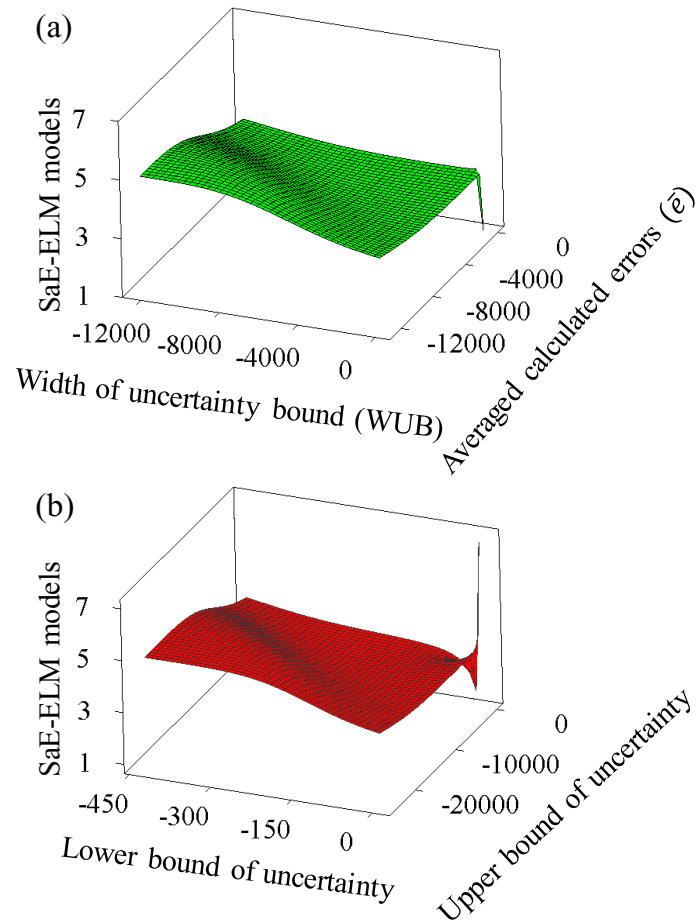 (a)
SaE-ELM models
7
5
3
1
-12000
-8000
-4000
0
Width of uncertainty bound (WUB)
0
-4000
-8000
-12000
Averaged calculated errors (ē)
(b)
SaE-ELM models
7
5
3
1
-450
-300
-150
0
Lower bound of uncertainty
0
-10000
-20000
Upper bound of uncertainty